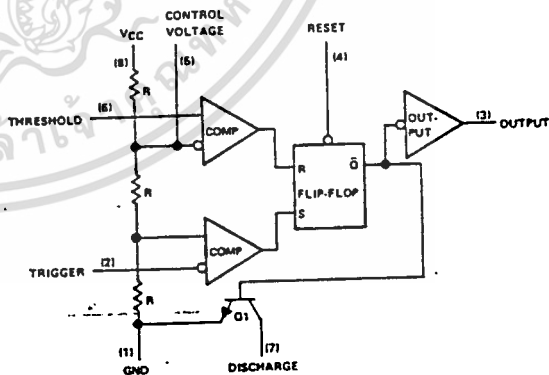 CONTROL
VOLTAGE
RESET
VCC
(8)
(5)
(4)
R
THRESHOLD
(6)
COMP
OUT-
PUT
(3)
OUTPUT
R
R
Q̄
FLIP-FLOP
S
COMP
TRIGGER
(2)
R
Q1
(1)
GND
(7)
DISCHARGE